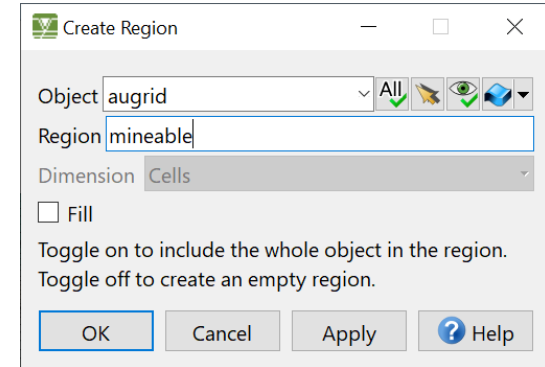 Create Region
Object augrid All
Region mineable
Dimension Cells
Fill
Toggle on to include the whole object in the region.
Toggle off to create an empty region.
OK Cancel Apply ? Help